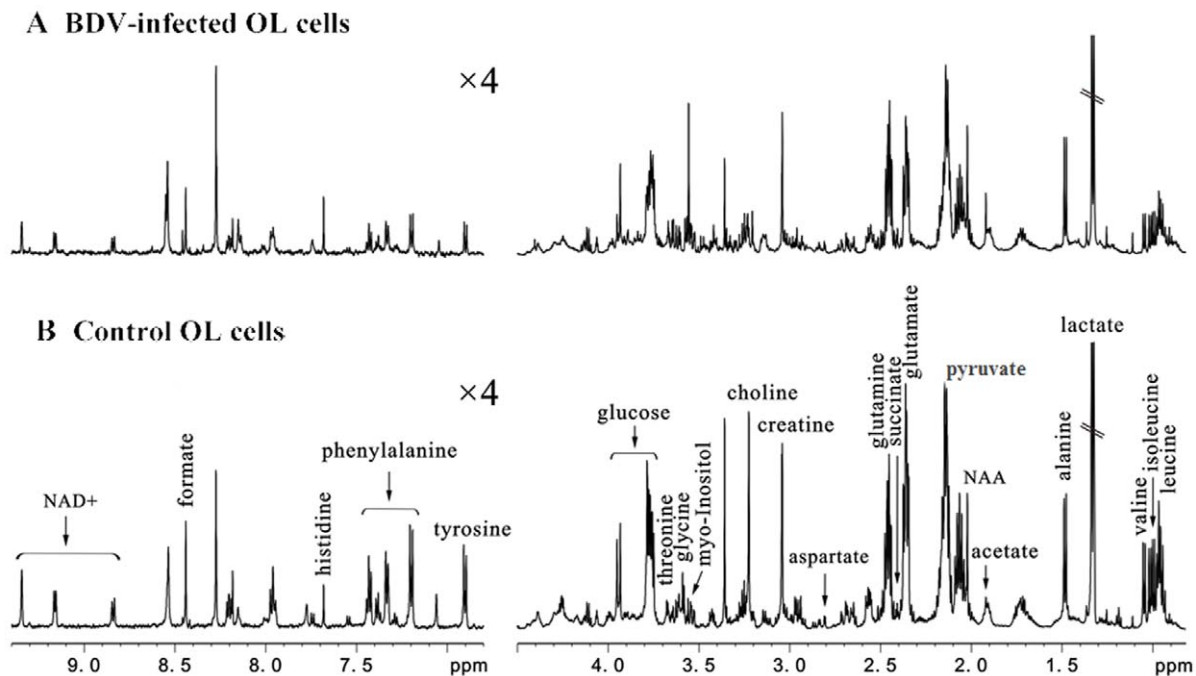 A BDV-infected OL cells
×4
B Control OL cells
×4
NAD+
formate
histidine
phenylalanine
tyrosine
glucose
threonine
glycine
myo-Inositol
choline
creatine
aspartate
glutamine
succinate
glutamate
pyruvate
NAA
acetate
alanine
lactate
valine
isoleucine
leucine
9.0 8.5 8.0 7.5 ppm 4.0 3.5 3.0 2.5 2.0 1.5 ppm